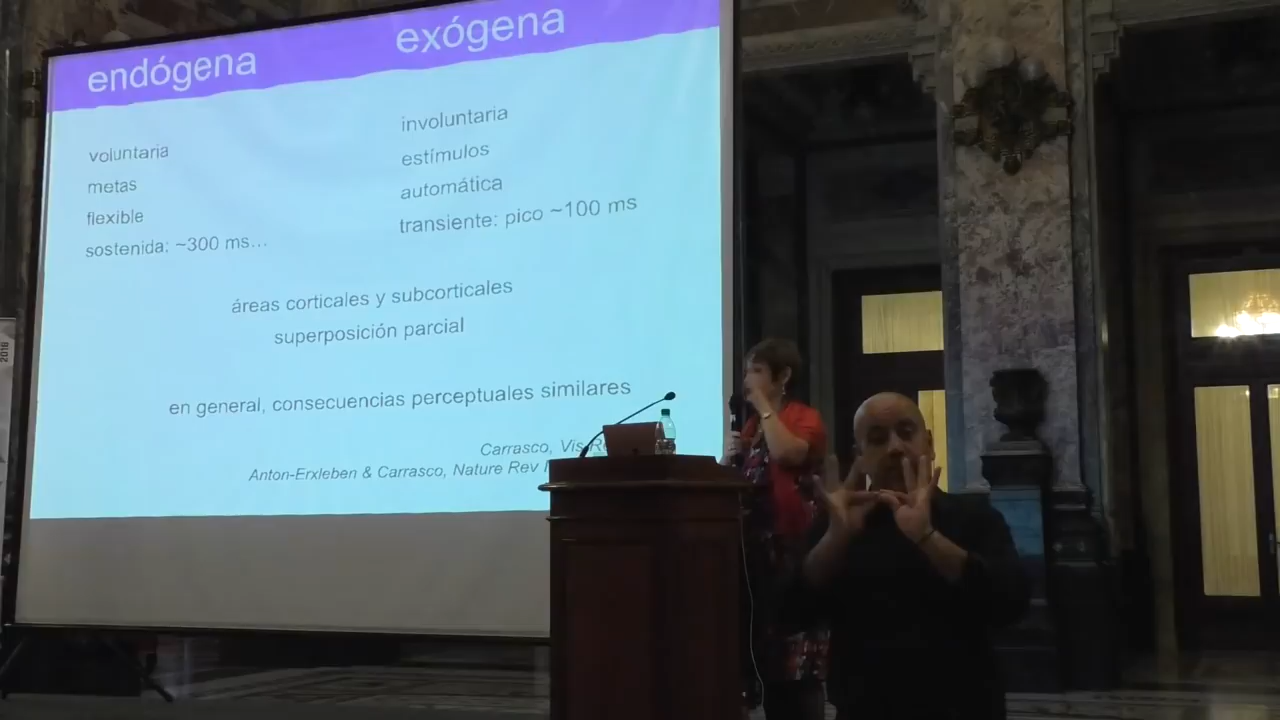 endógena
exógena
voluntaria
metas
flexible
sostenida: ~300 ms...
involuntaria
estímulos
automática
transiente: pico ~100 ms
áreas corticales y subcorticales
superposición parcial
en general, consecuencias perceptuales similares
Carrasco, Vis
Anton-Erxleben & Carrasco, Nature Rev
2018